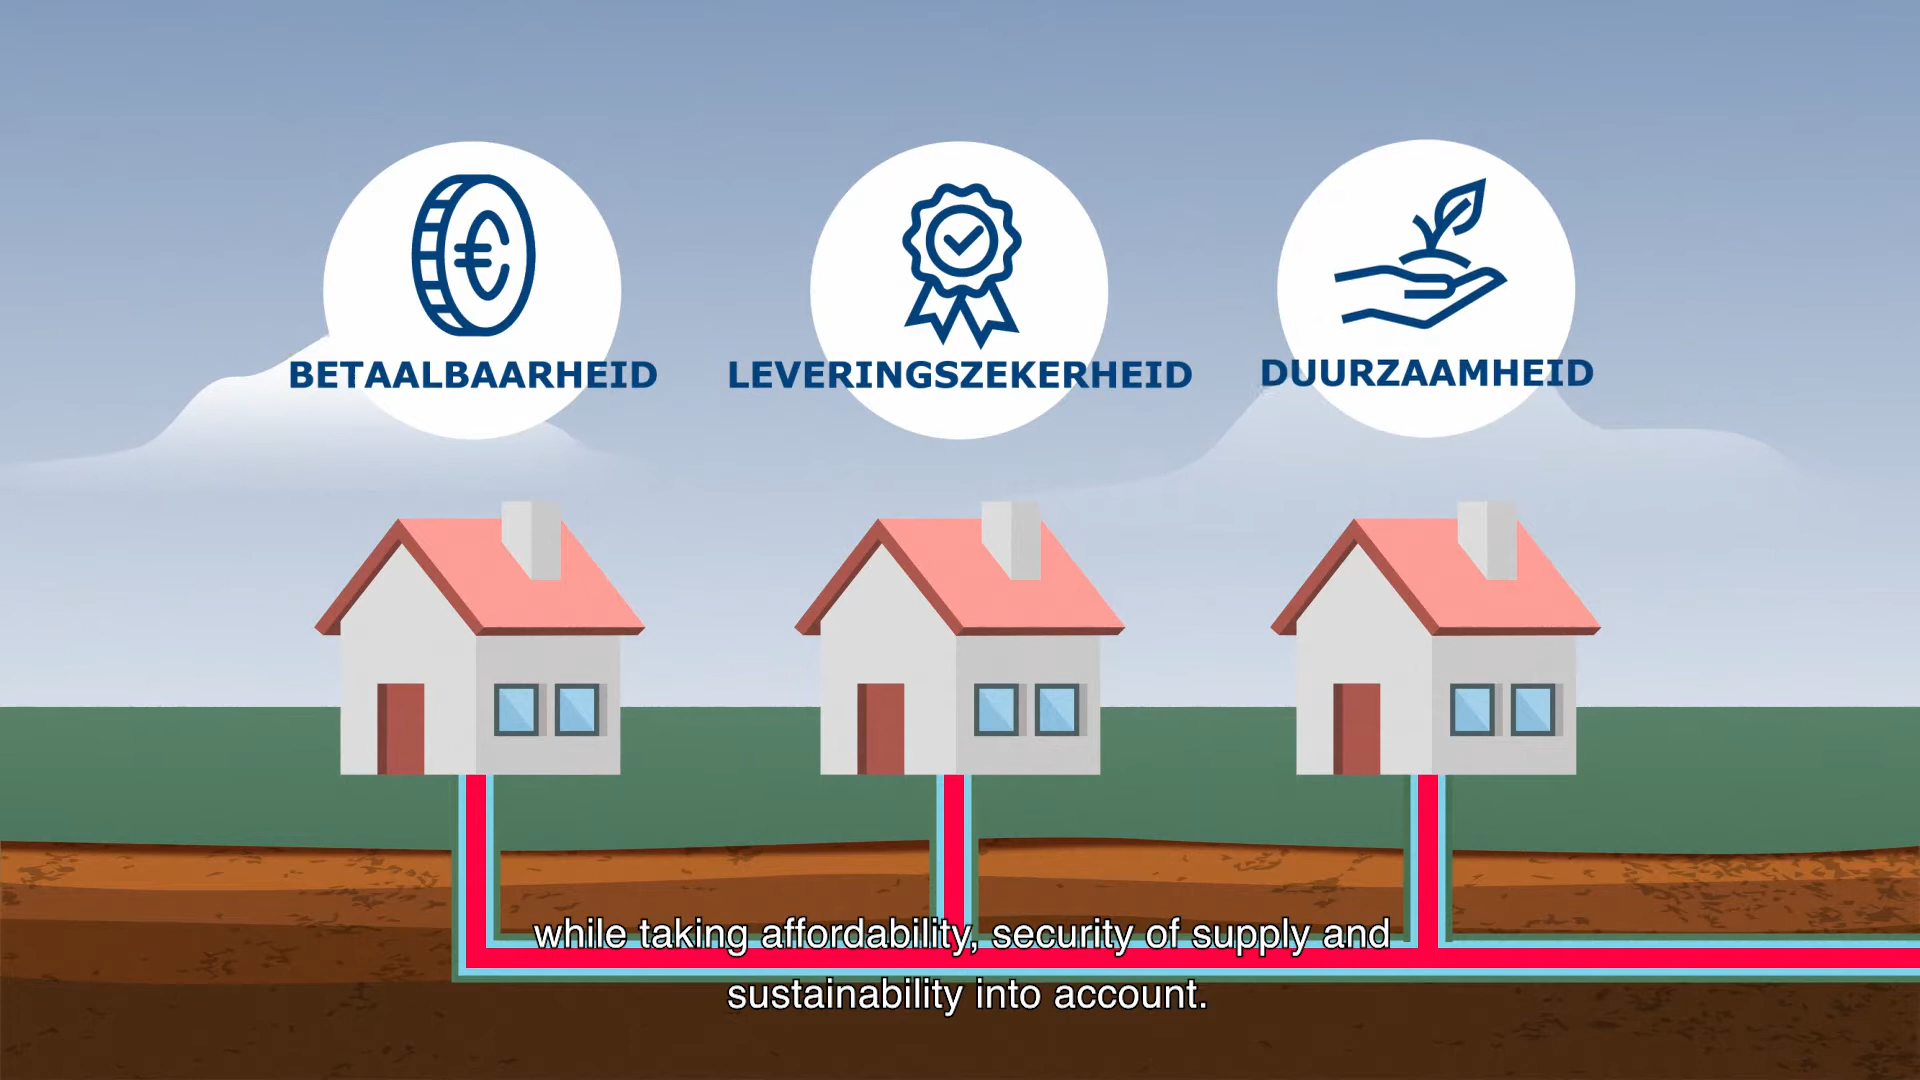 BETAALBAARHEID
LEVERINGSZEKERHEID
DUURZAAMHEID
while taking affordability, security of supply and
sustainability into account.